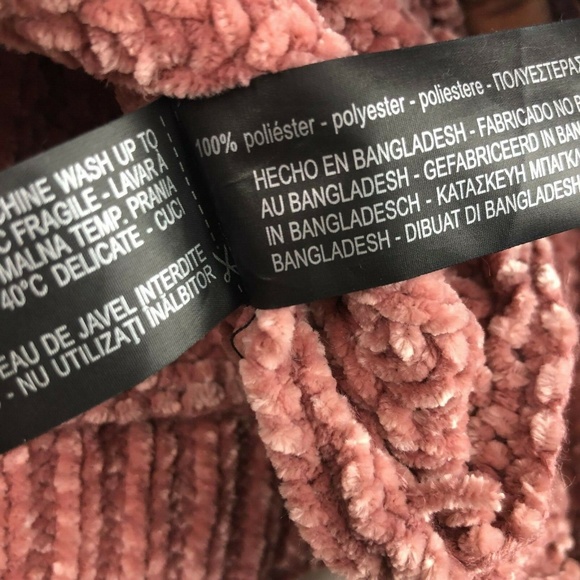 CHINE WASH UP TO
C FRAGILE - LAVAR A
MALNA TEMP. PRANIA
40°C DELICATE - CUCI
EAU DE JAVEL INTERDITE
- NU UTILIZAȚI ÎNĂLBITOR
100% poliéster - polyester - poliestere - ΠΟΛΥΕΣΤΕΡΑΣ
HECHO EN BANGLADESH - FABRICADO NO
AU BANGLADESH - GEFABRICEERD IN BAN
IN BANGLADESCH - ΚΑΤΑΣΚΕΥΗ ΜΠΑΓΚΛ
BANGLADESH - DIBUAT DI BANGLADESH